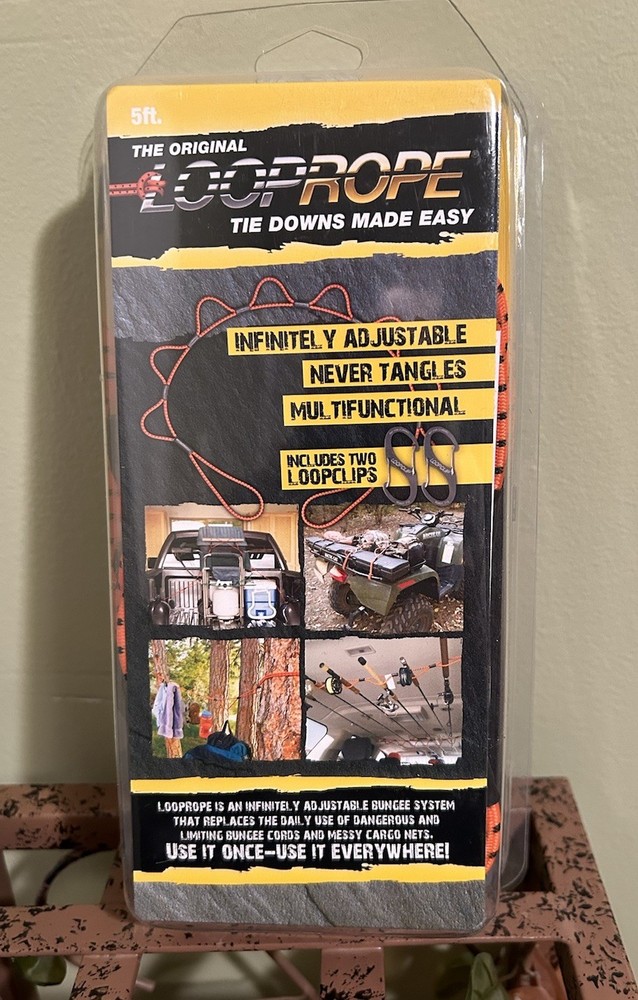 5ft.
THE ORIGINAL
LOOPROPE
TIE DOWNS MADE EASY
INFINITELY ADJUSTABLE
NEVER TANGLES
MULTIFUNCTIONAL
INCLUDES TWO
LOOPCLIPS
LOOPROPE IS AN INFINITELY ADJUSTABLE BUNGEE SYSTEM
THAT REPLACES THE DAILY USE OF DANGEROUS AND
LIMITING BUNGEE CORDS AND MESSY CARGO NETS.
USE IT ONCE–USE IT EVERYWHERE!